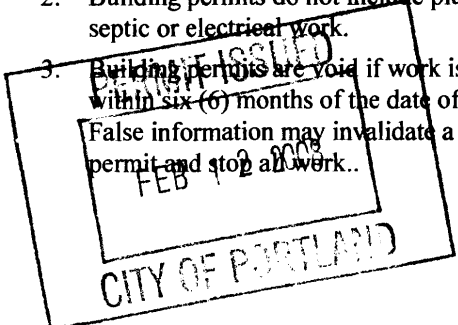 2. Building permits do not include
septic or electrical work.
3. Building permits are void if work is
within six (6) months of the date of
False information may invalidate a
permit and stop all work..
PERMIT ISSUED
FEB 1 2
CITY OF PORTLAND